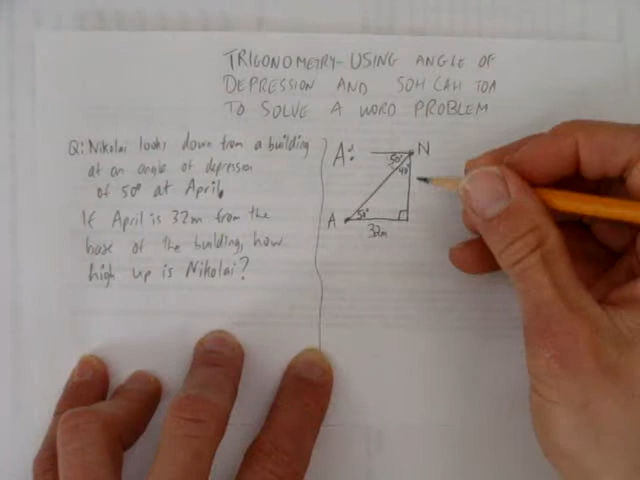 TRIGONOMETRY - USING ANGLE OF
DEPRESSION AND SOH CAH TOA
TO SOLVE A WORD PROBLEM
Q: Nikolai looks down from a building
at an angle of depression
of 50° at April.
If April is 32m from the
base of the building, how
high up is Nikolai?
A:
N
50°
40°
A
50°
32m